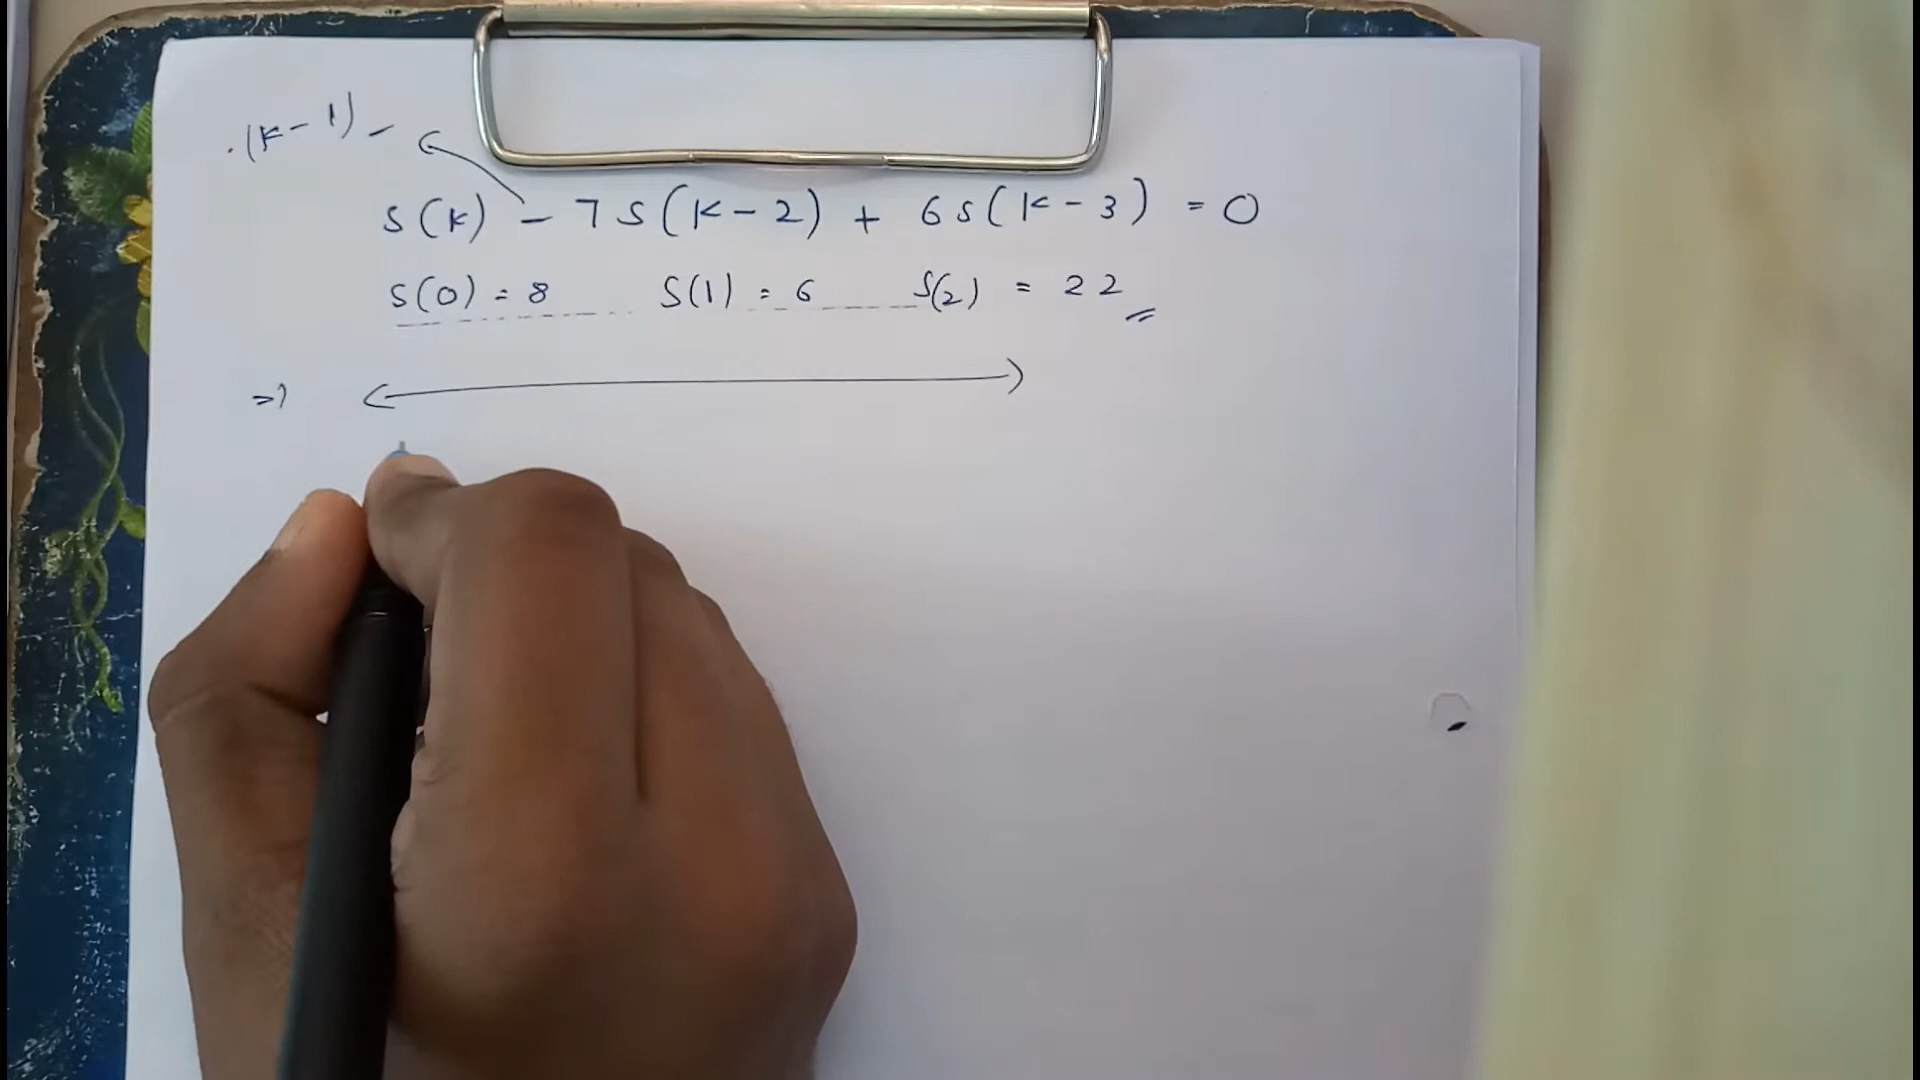 .(k-1)-
S(k) - 7S(k-2) + 6S(k-3) = 0
S(0) = 8 S(1) = 6 S(2) = 22
=)